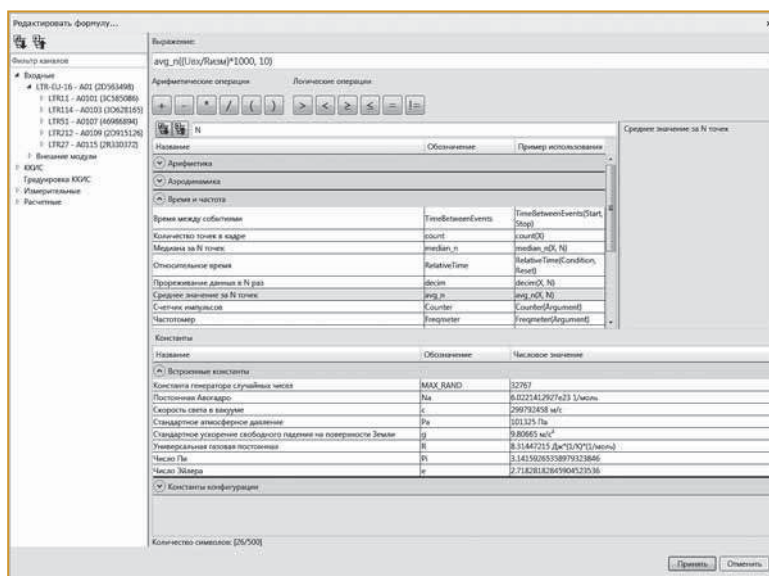 Редактировать формулу...
Выражение:
Фильтр каналов
avg_n((Uвх/Rизм)*1000, 10)
Входные
LTR-EU-16 - A01 (2D563498)
LTR11 - A0101 (3C585086)
LTR114 - A0103 (3D628165)
LTR51 - A0107 (46986894)
LTR212 - A0109 (2O915126)
LTR27 - A0115 (2R330372)
Внешние модули
ККИС
Градуировка ККИС
Измерительные
Расчетные
Арифметические операции Логические операции
+ − * / ( ) > < ≥ ≤ = !=
N
Среднее значение за N точек
Название Обозначение Пример использования
Арифметика
Аэродинамика
Время и частота
Время между событиями TimeBetweenEvents TimeBetweenEvents(Start, Stop)
Количество точек в кадре count count(X)
Медиана за N точек median_n median_n(X, N)
Относительное время RelativeTime RelativeTime(Condition, Reset)
Прореживание данных в N раз decim decim(X, N)
Среднее значение за N точек avg_n avg_n(X, N)
Счетчик импульсов Counter Counter(Argument)
Частотомер Freqmeter Freqmeter(Argument)
Константы
Название Обозначение Числовое значение
Встроенные константы
Константа генератора случайных чисел MAX_RAND 32767
Постоянная Авогадро Na 6.0221412927e23 1/моль
Скорость света в вакууме c 299792458 м/с
Стандартное атмосферное давление Pa 101325 Па
Стандартное ускорение свободного падения на поверхности Земли g 9.80665 м/с²
Универсальная газовая постоянная R 8.31447215 Дж*(1/К)*(1/моль)
Число Пи Pi 3.14159265358979323846
Число Эйлера e 2.71828182845904523536
Константы конфигурации
Количество символов: [26/500]
Принять Отменить